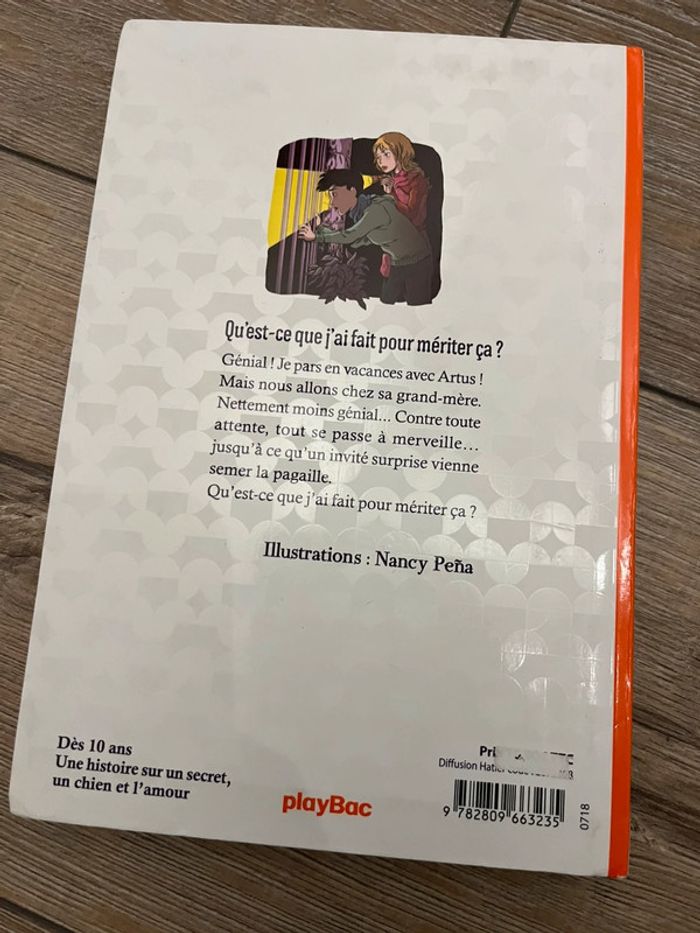 Qu'est-ce que j'ai fait pour mériter ça ?
Génial ! Je pars en vacances avec Artus !
Mais nous allons chez sa grand-mère.
Nettement moins génial... Contre toute
attente, tout se passe à merveille...
jusqu'à ce qu'un invité surprise vienne
semer la pagaille.
Qu'est-ce que j'ai fait pour mériter ça ?
Illustrations : Nancy Peña
Dès 10 ans
Une histoire sur un secret,
un chien et l'amour
playBac
Diffusion
9 782809 663235
0718